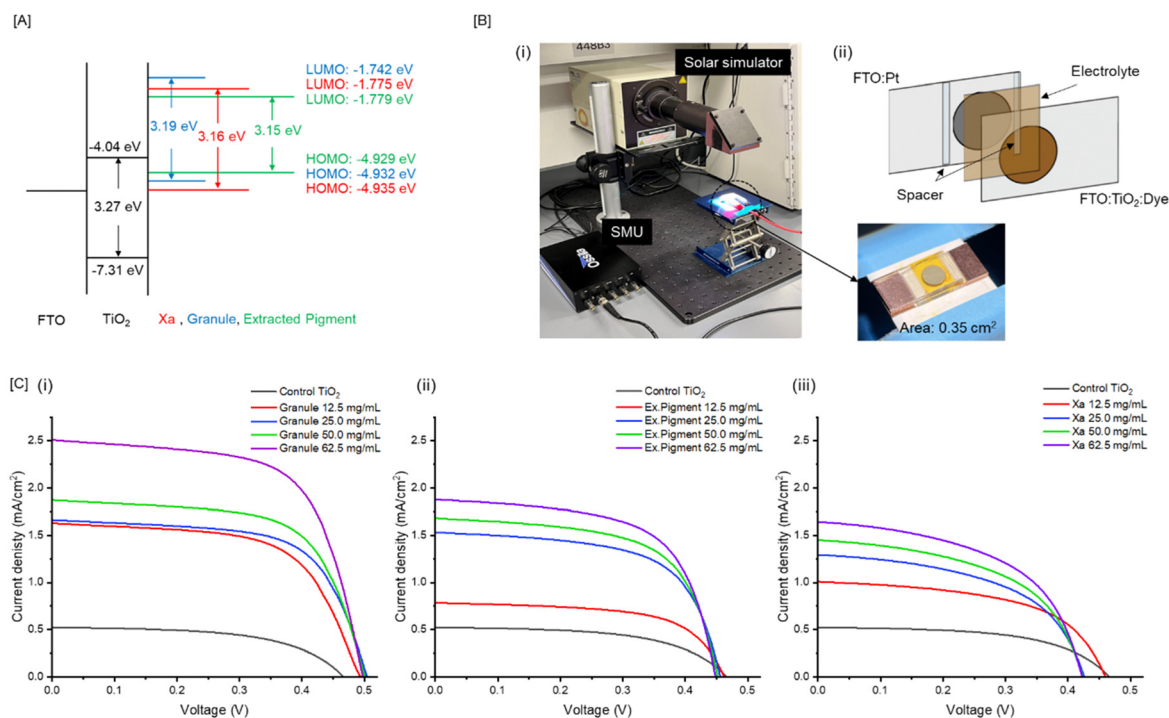 [A]
LUMO: -1.742 eV
LUMO: -1.775 eV
LUMO: -1.779 eV
3.19 eV
3.16 eV
3.15 eV
-4.04 eV
HOMO: -4.929 eV
HOMO: -4.932 eV
HOMO: -4.935 eV
3.27 eV
-7.31 eV
FTO
TiO₂
Xa , Granule, Extracted Pigment
[B]
(i)
448B3
Solar simulator
SMU
Ossila
(ii)
FTO:Pt
Electrolyte
Spacer
FTO:TiO₂:Dye
Area: 0.35 cm²
[C]
(i)
Control TiO₂
Granule 12.5 mg/mL
Granule 25.0 mg/mL
Granule 50.0 mg/mL
Granule 62.5 mg/mL
Current denisty (mA/cm²)
2.5
2.0
1.5
1.0
0.5
0.0
0.0 0.1 0.2 0.3 0.4 0.5
Voltage (V)
(ii)
Control TiO₂
Ex.Pigment 12.5 mg/mL
Ex.Pigment 25.0 mg/mL
Ex.Pigment 50.0 mg/mL
Ex.Pigment 62.5 mg/mL
Current density (mA/cm²)
2.5
2.0
1.5
1.0
0.5
0.0
0.0 0.1 0.2 0.3 0.4 0.5
Voltage (V)
(iii)
Control TiO₂
Xa 12.5 mg/mL
Xa 25.0 mg/mL
Xa 50.0 mg/mL
Xa 62.5 mg/mL
Current density (mA/cm²)
2.5
2.0
1.5
1.0
0.5
0.0
0.0 0.1 0.2 0.3 0.4 0.5
Voltage (V)